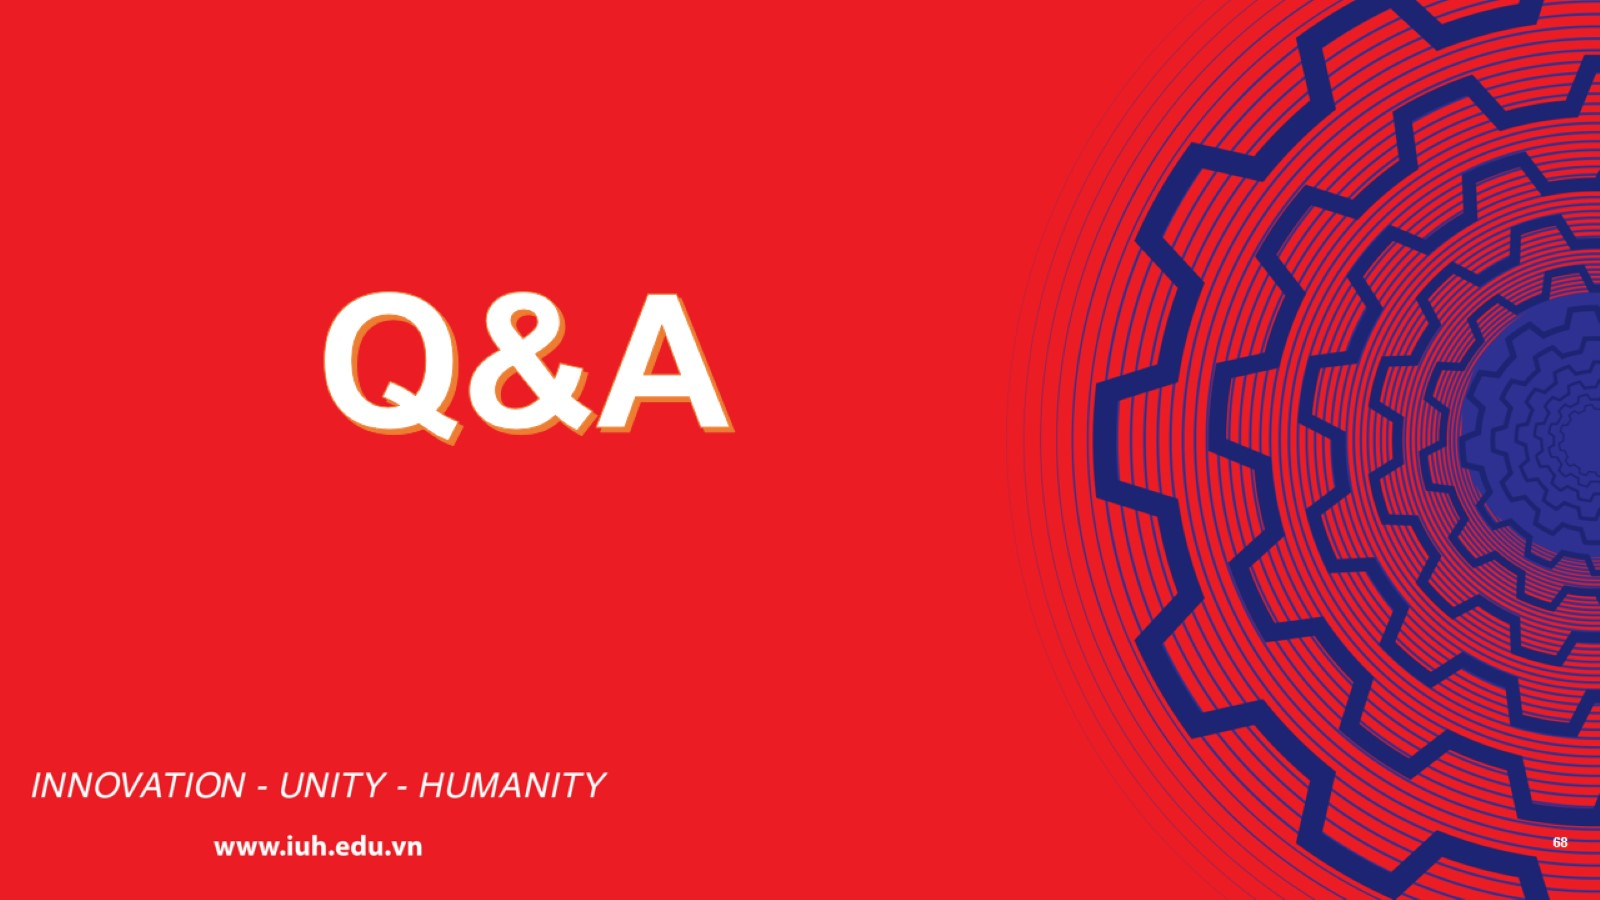 Q&A
INNOVATION - UNITY - HUMANITY
www.iuh.edu.vn
68